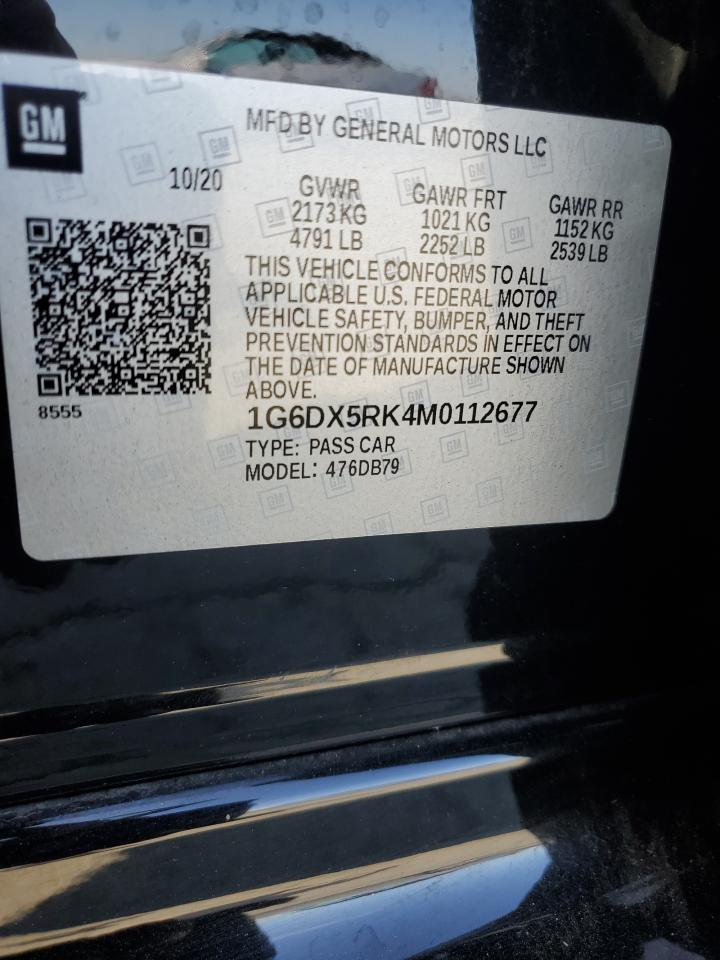 GM
MFD BY GENERAL MOTORS LLC
10/20
GVWR GAWR FRT GAWR RR
2173 KG 1021 KG 1152 KG
4791 LB 2252 LB 2539 LB
THIS VEHICLE CONFORMS TO ALL
APPLICABLE U.S. FEDERAL MOTOR
VEHICLE SAFETY, BUMPER, AND THEFT
PREVENTION STANDARDS IN EFFECT ON
THE DATE OF MANUFACTURE SHOWN
ABOVE.
8555
1G6DX5RK4M0112677
TYPE: PASS CAR
MODEL: 476DB79